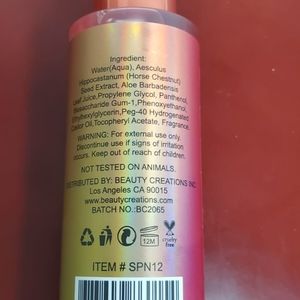 Ingredient:
Water(Aqua), Aesculus
Hippocastanum (Horse Chestnut)
Seed Extract, Aloe Barbadensis
Leaf Juice,Propylene Glycol, Panthenol,
Biosaccharide Gum-1,Phenoxyethanol,
Ethylhexylglycerin,Peg-40 Hydrogenated
Castor Oil,Tocopheryl Acetate, Fragrance.
WARNING: For external use only.
Discontinue use if signs of irritation
occurs. Keep out of reach of children.
NOT TESTED ON ANIMALS.
DISTRIBUTED BY: BEAUTY CREATIONS INC.
Los Angeles CA 90015
www.beautycreations.com
BATCH NO.:BC2065
12M
cruelty
free
ITEM # SPN12